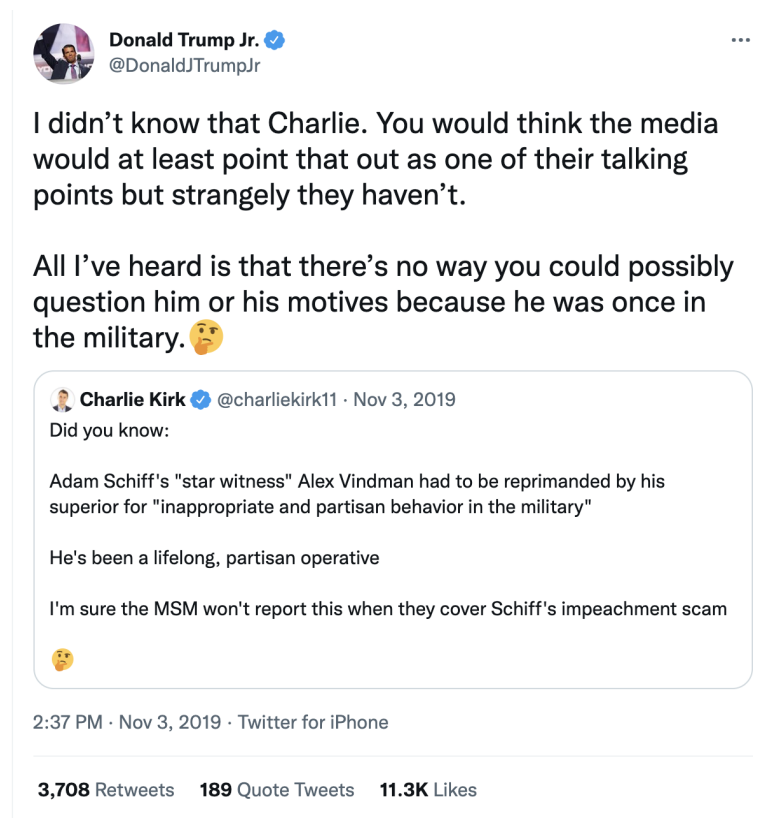 Donald Trump Jr.
@DonaldJTrumpJr
I didn’t know that Charlie. You would think the media
would at least point that out as one of their talking
points but strangely they haven’t.
All I’ve heard is that there’s no way you could possibly
question him or his motives because he was once in
the military.🤔
Charlie Kirk @charliekirk11 · Nov 3, 2019
Did you know:
Adam Schiff's "star witness" Alex Vindman had to be reprimanded by his
superior for "inappropriate and partisan behavior in the military"
He's been a lifelong, partisan operative
I'm sure the MSM won't report this when they cover Schiff's impeachment scam
🤔
2:37 PM · Nov 3, 2019 · Twitter for iPhone
3,708 Retweets 189 Quote Tweets 11.3K Likes